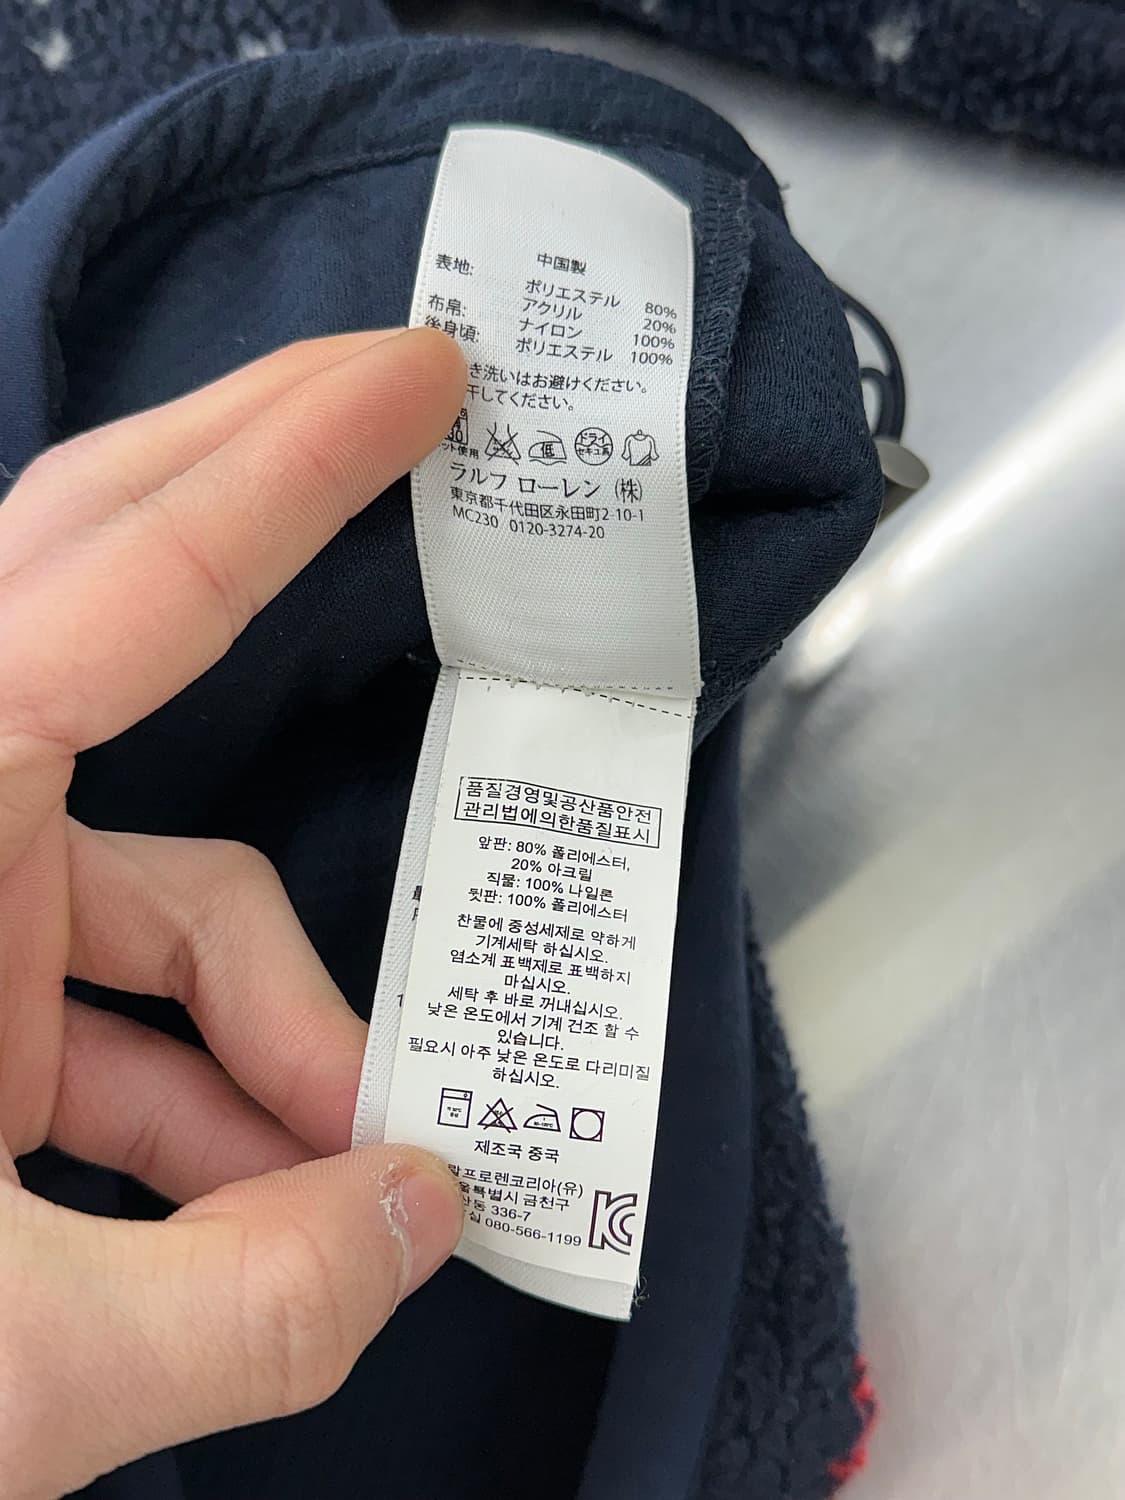 中国製
表地: ポリエステル 80%
アクリル 20%
布帛: ナイロン 100%
後身頃: ポリエステル 100%
き洗いはお避けください。
干してください。
30
ット使用
低
ドライ
セキユ系
ラルフ ローレン (株)
東京都千代田区永田町2-10-1
MC230 0120-3274-20
품질경영및공산품안전
관리법에의한품질표시
앞판: 80% 폴리에스터,
20% 아크릴
직물: 100% 나일론
뒷판: 100% 폴리에스터
찬물에 중성세제로 약하게
기계세탁 하십시오.
염소계 표백제로 표백하지
마십시오.
세탁 후 바로 꺼내십시오.
낮은 온도에서 기계 건조 할 수
있습니다.
필요시 아주 낮은 온도로 다리미질
하십시오.
제조국 중국
랄프로렌코리아(유)
울특별시 금천구
산동 336-7
실 080-566-1199